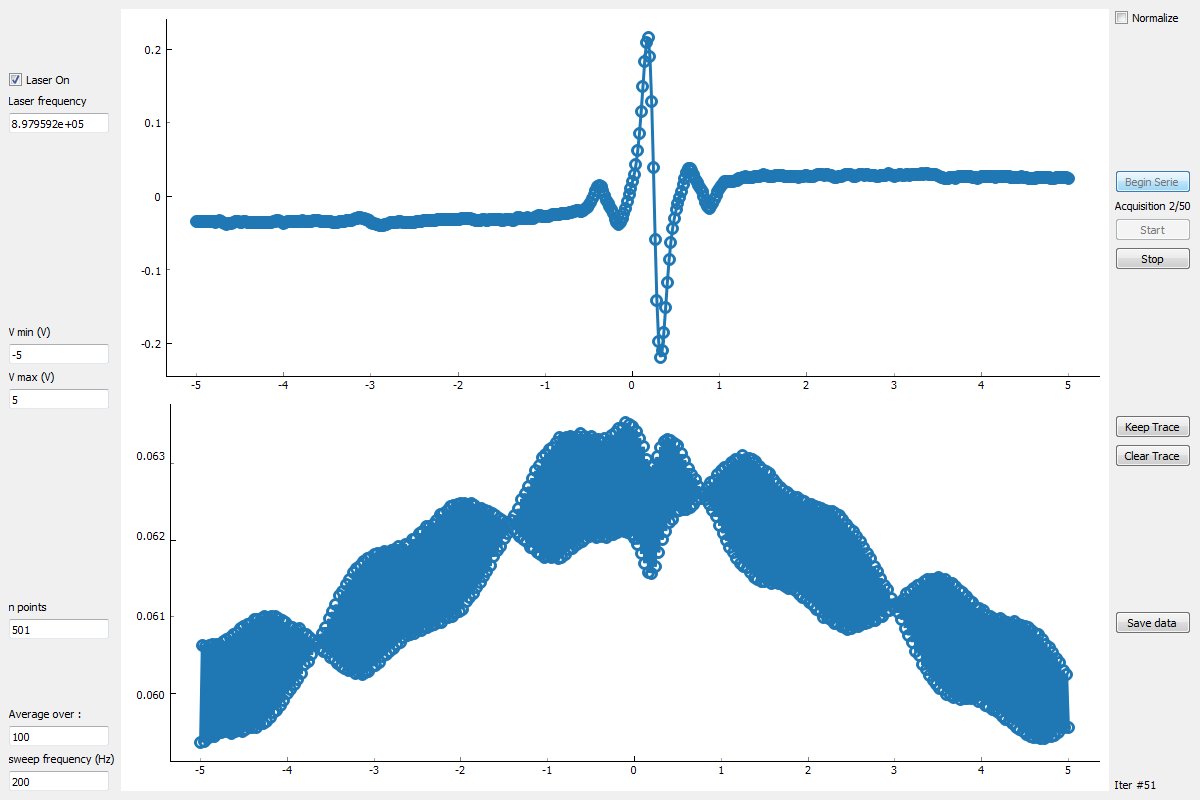 Normalize
Laser On
Laser frequency
8.979592e+05
Begin Serie
Acquisition 2/50
Start
Stop
V min (V)
-5
V max (V)
5
0.2
0.1
0
-0.1
-0.2
-5 -4 -3 -2 -1 0 1 2 3 4 5
Keep Trace
Clear Trace
0.063
0.062
0.061
0.060
n points
501
Save data
Average over :
100
sweep frequency (Hz)
200
-5 -4 -3 -2 -1 0 1 2 3 4 5
Iter #51